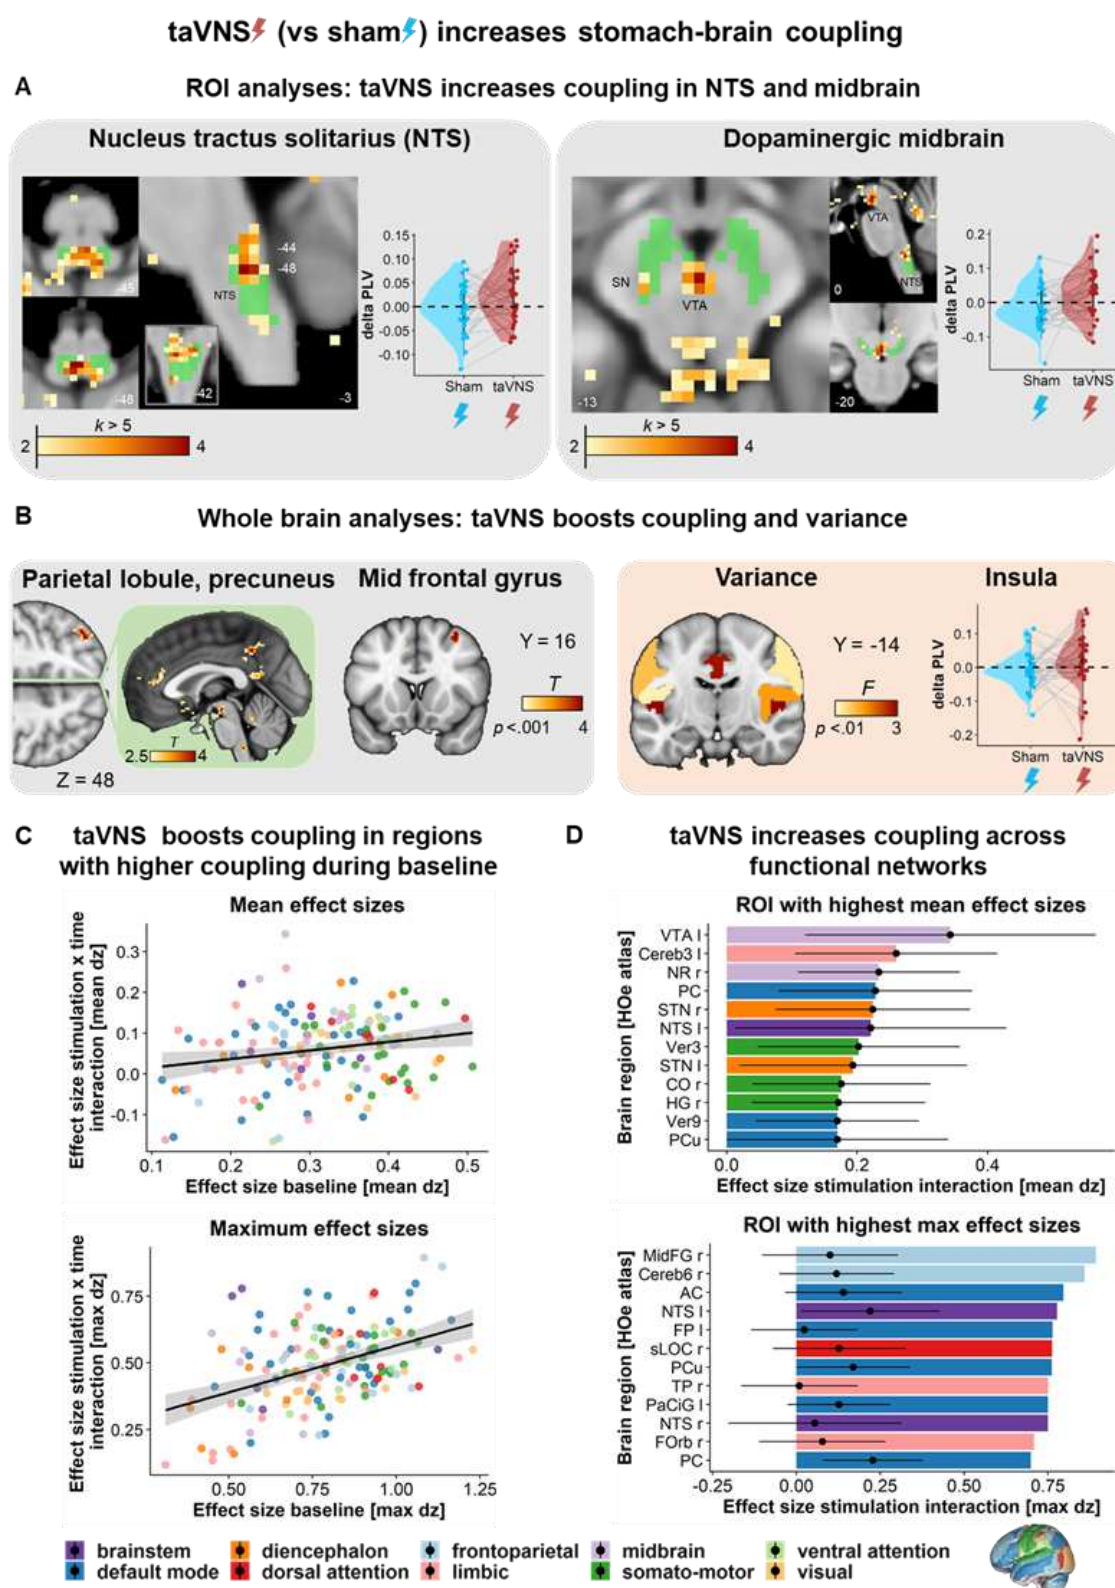 taVNS (vs sham) increases stomach-brain coupling
A
ROI analyses: taVNS increases coupling in NTS and midbrain
Nucleus tractus solitarius (NTS)
-45
-48
NTS
-44
-48
-42
-3
k > 5
2
4
delta PLV
0.15
0.10
0.05
0.00
-0.05
-0.10
Sham
taVNS
Dopaminergic midbrain
SN
VTA
-13
VTA
NTS
0
-20
k > 5
2
4
delta PLV
0.2
0.1
0.0
-0.1
Sham
taVNS
B
Whole brain analyses: taVNS boosts coupling and variance
Parietal lobule, precuneus
Z = 48
T
2.5
4
Mid frontal gyrus
Y = 16
T
p <.001
4
Variance
Y = -14
F
p <.01
3
Insula
delta PLV
0.1
0.0
-0.1
-0.2
Sham
taVNS
C
taVNS boosts coupling in regions
with higher coupling during baseline
Mean effect sizes
Effect size stimulation x time
interaction [mean dz]
0.3
0.2
0.1
0.0
-0.1
0.1
0.2
0.3
0.4
0.5
Effect size baseline [mean dz]
Maximum effect sizes
Effect size stimulation x time
interaction [max dz]
0.75
0.50
0.25
0.50
0.75
1.00
1.25
Effect size baseline [max dz]
D
taVNS increases coupling across
functional networks
ROI with highest mean effect sizes
Brain region [HOe atlas]
VTA l
Cereb3 l
NR r
PC
STN r
NTS l
Ver3
STN l
CO r
HG r
Ver9
PCu
0.0
0.2
0.4
Effect size stimulation interaction [mean dz]
ROI with highest max effect sizes
Brain region [HOe atlas]
MidFG r
Cereb6 r
AC
NTS l
FP l
sLOC r
PCu
TP r
PaCiG l
NTS r
FOrb r
PC
-0.25
0.00
0.25
0.50
0.75
Effect size stimulation interaction [max dz]
brainstem
diencephalon
frontoparietal
midbrain
ventral attention
default mode
dorsal attention
limbic
somato-motor
visual